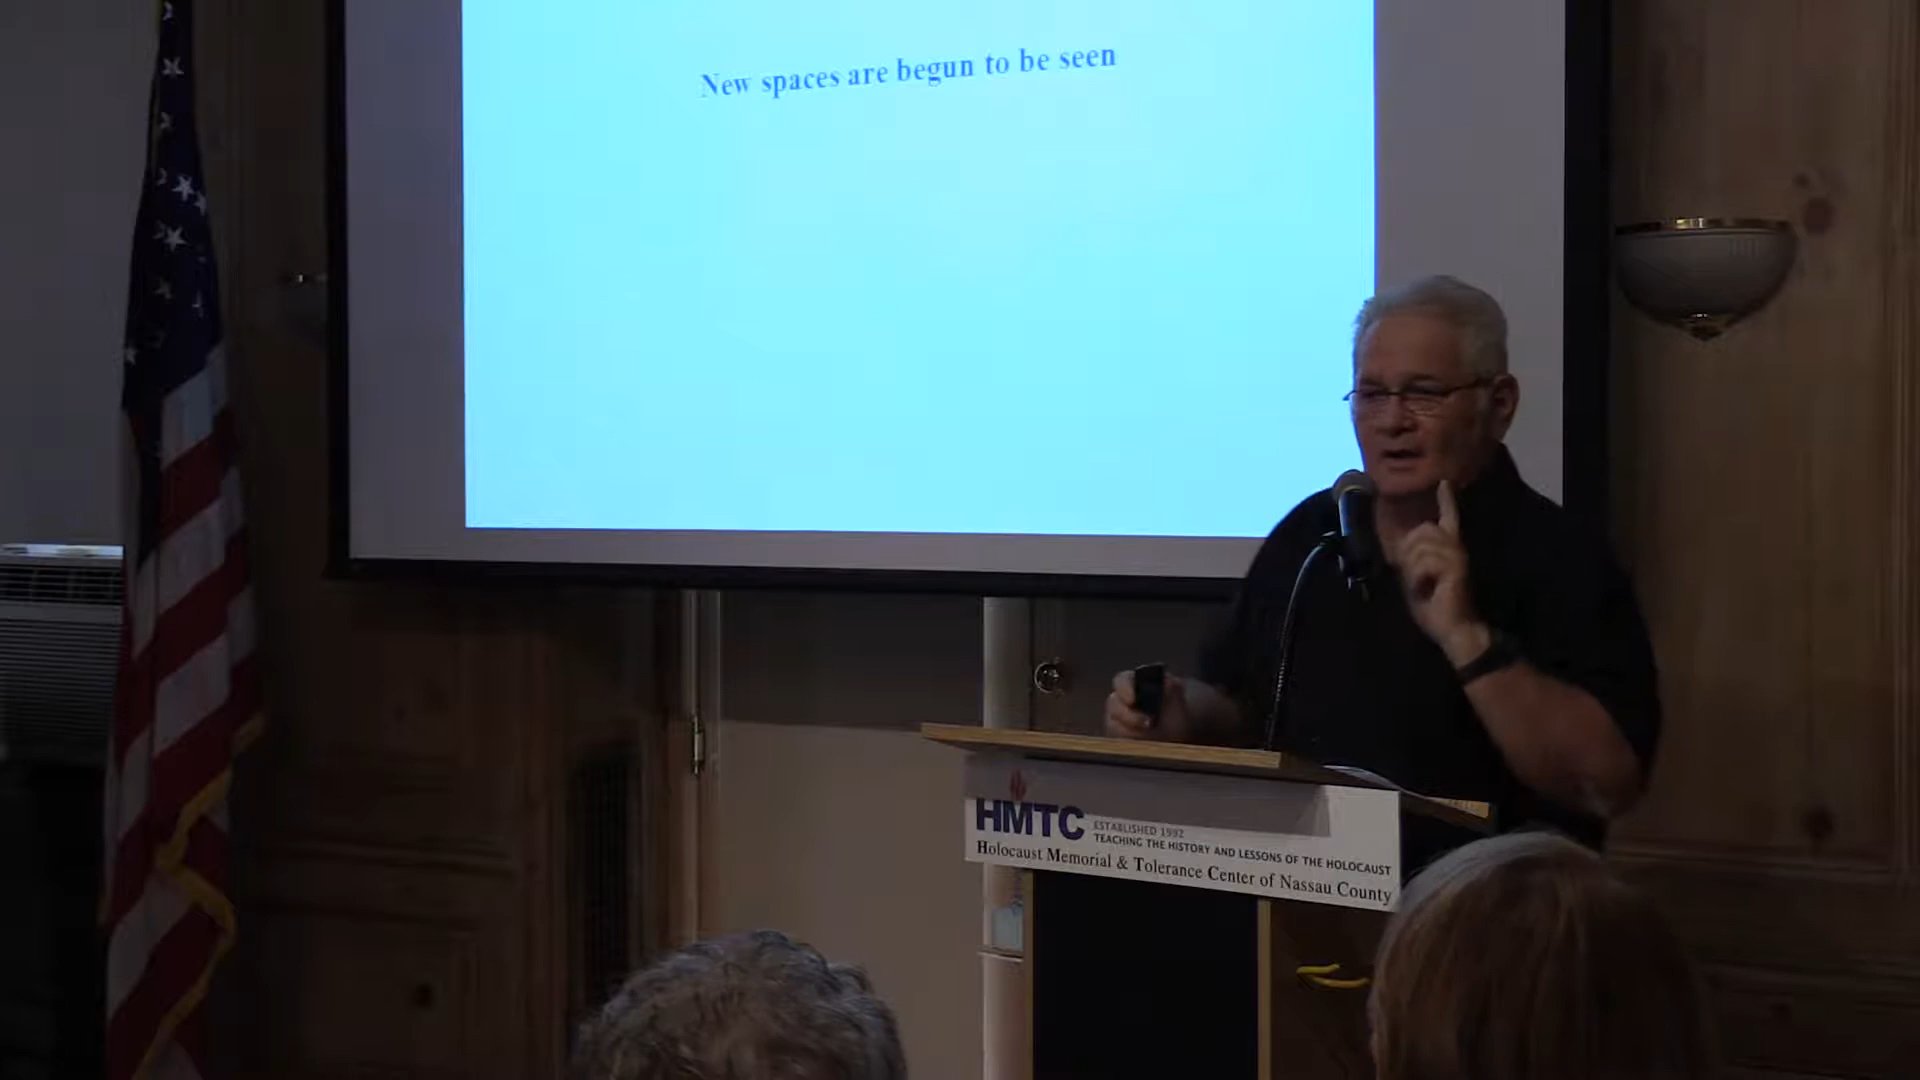 New spaces are begun to be seen
HMTC
ESTABLISHED 1992
TEACHING THE HISTORY AND LESSONS OF THE HOLOCAUST
Holocaust Memorial & Tolerance Center of Nassau County